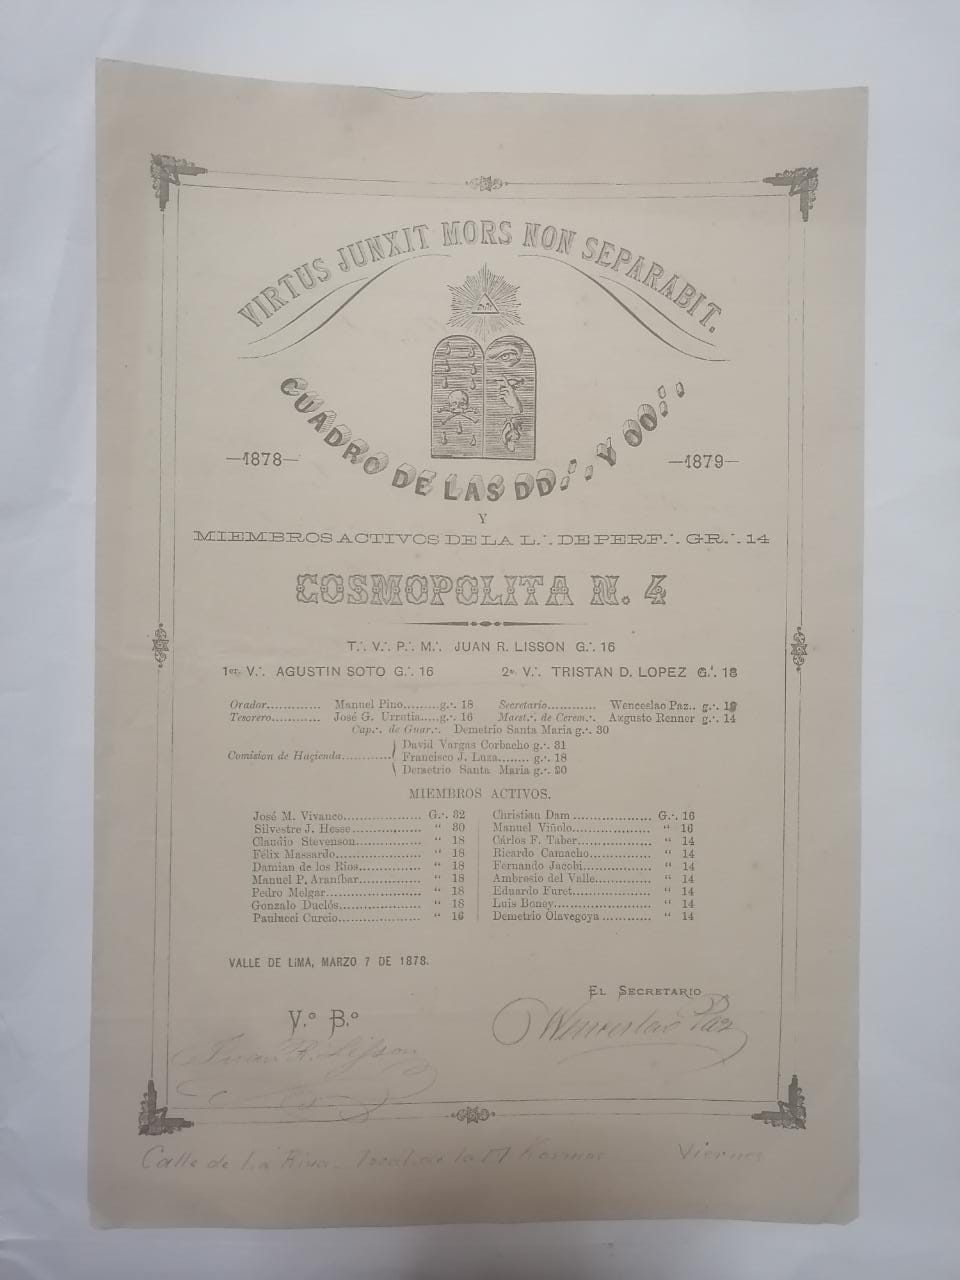 VIRTUS JUNXIT MORS NON SEPARABIT.
CUADRO DE LAS DD∴ Y OO∴
—1878—
—1879—
Y
MIEMBROS ACTIVOS DE LA L∴ DE PERF∴ GR∴ 14
COSMOPOLITA N. 4
T∴ V∴ P∴ M∴ JUAN R. LISSON G∴ 16
1er. V∴ AGUSTIN SOTO G∴ 16 2º. V∴ TRISTAN D. LOPEZ G∴ 18
Orador............ Manuel Pino.........g∴ 18 Secretario............ Wenceslao Paz.. g∴
Tesorero............ José G. Urrutia.....g∴ 16 Maest∴ de Cerem∴ Axgusto Renner g∴ 14
Cap∴ de Guar∴ Demetrio Santa Maria g∴ 30
David Vargas Corbacho g∴ 31
Comision de Haçienda............ Francisco J. Luza........ g∴ 18
Demetrio Santa Maria g∴ 30
MIEMBROS ACTIVOS.
José M. Vivanco.................. G∴ 32 Christian Dam .................. G∴ 16
Silvestre J. Hesse.................. “ 30 Manuel Viñolo.................. “ 16
Claudio Stevenson.................. “ 18 Cárlos F. Taber.................. “ 14
Félix Massardo.................. “ 18 Ricardo Camacho.................. “ 14
Damian de los Rios.................. “ 18 Fernando Jacobi.................. “ 14
Manuel P. Araníbar.................. “ 18 Ambrosio del Valle.................. “ 14
Pedro Melgar.................. “ 18 Eduardo Furet.................. “ 14
Gonzalo Duclós.................. “ 18 Luis Boney.................. “ 14
Paulucci Curcio.................. “ 16 Demetrio Olavegoya ............ “ 14
VALLE DE LIMA, MARZO 7 DE 1878.
EL SECRETARIO
V.º B.º
Wenceslao Paz
Juan R. Lisson
Calle de La Riva - Local de la Viernes